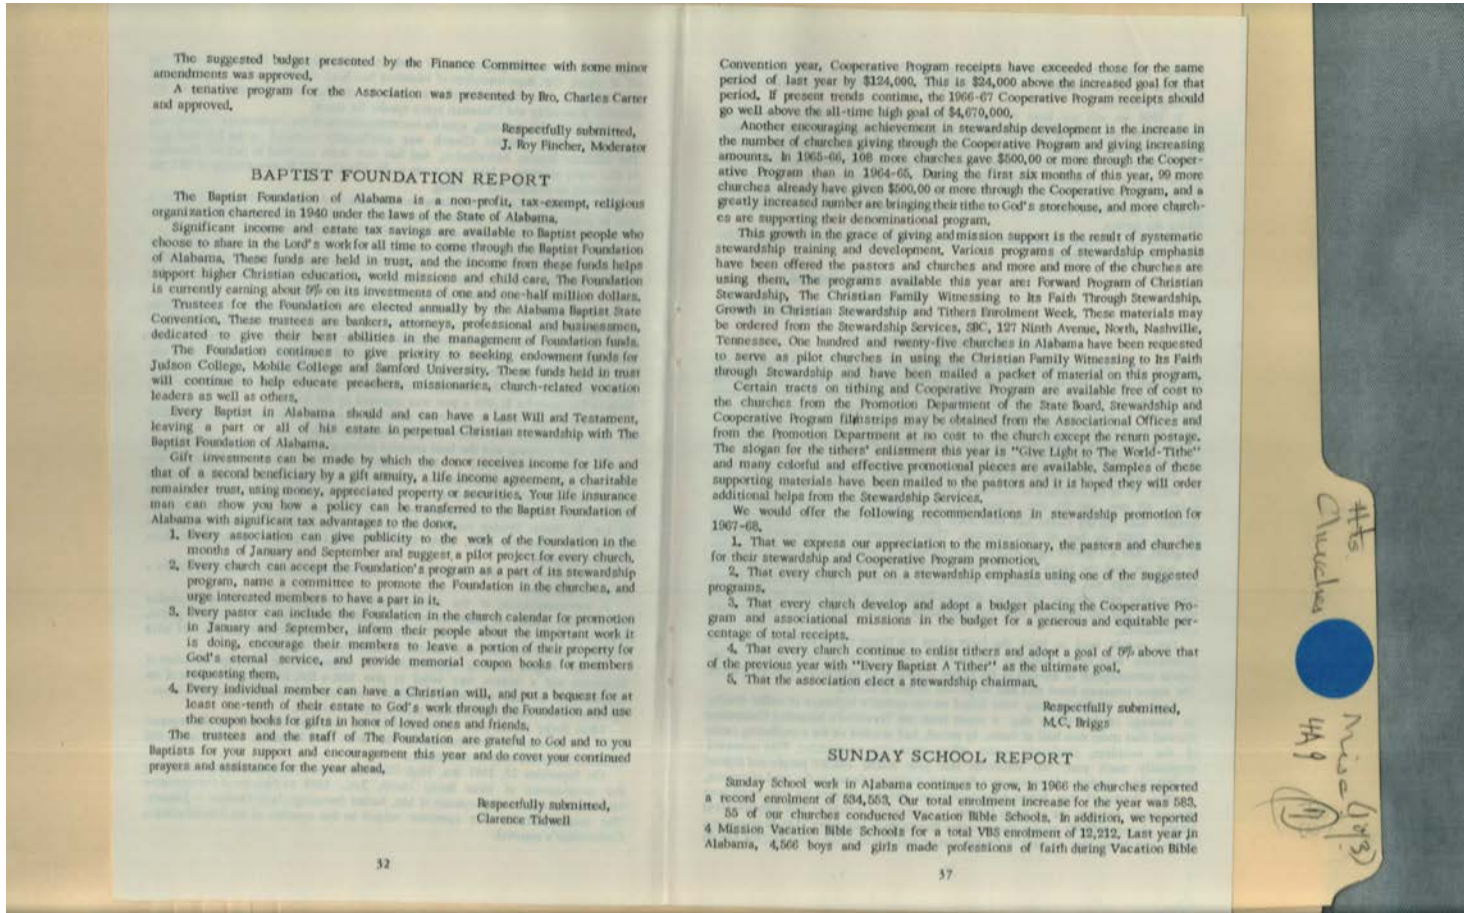 The suggested budget presented by the Finance Committee with some minor
amendments was approved.
A tenative program for the Association was presented by Bro. Charles Carter
and approved.
Respectfully submitted,
J. Roy Fincher, Moderator
BAPTIST FOUNDATION REPORT
The Baptist Foundation of Alabama is a non-profit, tax-exempt, religious
organization chartered in 1940 under the laws of the State of Alabama.
Significant income and estate tax savings are available to Baptist people who
choose to share in the Lord's work for all time to come through the Baptist Foundation
of Alabama. These funds are held in trust, and the income from these funds helps
support higher Christian education, world missions and child care. The Foundation
is currently earning about 5% on its investments of one and one-half million dollars.
Trustees for the Foundation are elected annually by the Alabama Baptist State
Convention. These trustees are bankers, attorneys, professional and businessmen,
dedicated to give their best abilities in the management of Foundation funds.
The Foundation continues to give priority to seeking endowment funds for
Judson College, Mobile College and Samford University. These funds held in trust
will continue to help educate preachers, missionaries, church-related vocation
leaders as well as others.
Every Baptist in Alabama should and can have a Last Will and Testament,
leaving a part or all of his estate in perpetual Christian stewardship with The
Baptist Foundation of Alabama.
Gift investments can be made by which the donor receives income for life and
that of a second beneficiary by a gift annuity, a life income agreement, a charitable
remainder trust, using money, appreciated property or securities. Your life insurance
man can show you how a policy can be transferred to the Baptist Foundation of
Alabama with significant tax advantages to the donor.
1. Every association can give publicity to the work of the Foundation in the
months of January and September and suggest a pilot project for every church.
2. Every church can accept the Foundation's program as a part of its stewardship
program, name a committee to promote the Foundation in the churches, and
urge interested members to have a part in it.
3. Every pastor can include the Foundation in the church calendar for promotion
in January and September, inform their people about the important work it
is doing, encourage their members to leave a portion of their property for
God's eternal service, and provide memorial coupon books for members
requesting them.
4. Every individual member can have a Christian will, and put a bequest for at
least one-tenth of their estate to God's work through the Foundation and use
the coupon books for gifts in honor of loved ones and friends.
The trustees and the staff of The Foundation are grateful to God and to you
Baptists for your support and encouragement this year and do covet your continued
prayers and assistance for the year ahead.
Respectfully submitted,
Clarence Tidwell
32
Convention year, Cooperative Program receipts have exceeded those for the same
period of last year by $124,000. This is $24,000 above the increased goal for that
period. If present trends continue, the 1966-67 Cooperative Program receipts should
go well above the all-time high goal of $4,670,000.
Another encouraging achievement in stewardship development is the increase in
the number of churches giving through the Cooperative Program and giving increasing
amounts. In 1965-66, 108 more churches gave $500.00 or more through the Cooper-
ative Program than in 1964-65. During the first six months of this year, 99 more
churches already have given $500.00 or more through the Cooperative Program, and a
greatly increased number are bringing their tithe to God's storehouse, and more church-
es are supporting their denominational program.
This growth in the grace of giving and mission support is the result of systematic
stewardship training and development. Various programs of stewardship emphasis
have been offered the pastors and churches and more and more of the churches are
using them. The programs available this year are: Forward Program of Christian
Stewardship, The Christian Family Witnessing to Its Faith Through Stewardship,
Growth in Christian Stewardship and Tithers Enrolment Week. These materials may
be ordered from the Stewardship Services, SBC, 127 Ninth Avenue, North, Nashville,
Tennessee. One hundred and twenty-five churches in Alabama have been requested
to serve as pilot churches in using the Christian Family Witnessing to Its Faith
through Stewardship and have been mailed a packet of material on this program.
Certain tracts on tithing and Cooperative Program are available free of cost to
the churches from the Promotion Department of the State Board. Stewardship and
Cooperative Program filmstrips may be obtained from the Associational Offices and
from the Promotion Department at no cost to the church except the return postage.
The slogan for the tithers' enlistment this year is "Give Light to The World-Tithe"
and many colorful and effective promotional pieces are available. Samples of these
supporting materials have been mailed to the pastors and it is hoped they will order
additional helps from the Stewardship Services.
We would offer the following recommendations in stewardship promotion for
1967-68.
1. That we express our appreciation to the missionary, the pastors and churches
for their stewardship and Cooperative Program promotion.
2. That every church put on a stewardship emphasis using one of the suggested
programs.
3. That every church develop and adopt a budget placing the Cooperative Pro-
gram and associational missions in the budget for a generous and equitable per-
centage of total receipts.
4. That every church continue to enlist tithers and adopt a goal of 5% above that
of the previous year with "Every Baptist A Tither" as the ultimate goal.
5. That the association elect a stewardship chairman.
Respectfully submitted,
M.C. Briggs
SUNDAY SCHOOL REPORT
Sunday School work in Alabama continues to grow. In 1966 the churches reported
a record enrolment of 534,553. Our total enrolment increase for the year was 583.
55 of our churches conducted Vacation Bible Schools. In addition, we reported
4 Mission Vacation Bible Schools for a total VBS enrolment of 12,212. Last year in
Alabama, 4,566 boys and girls made professions of faith during Vacation Bible
37
Churches
Misc.